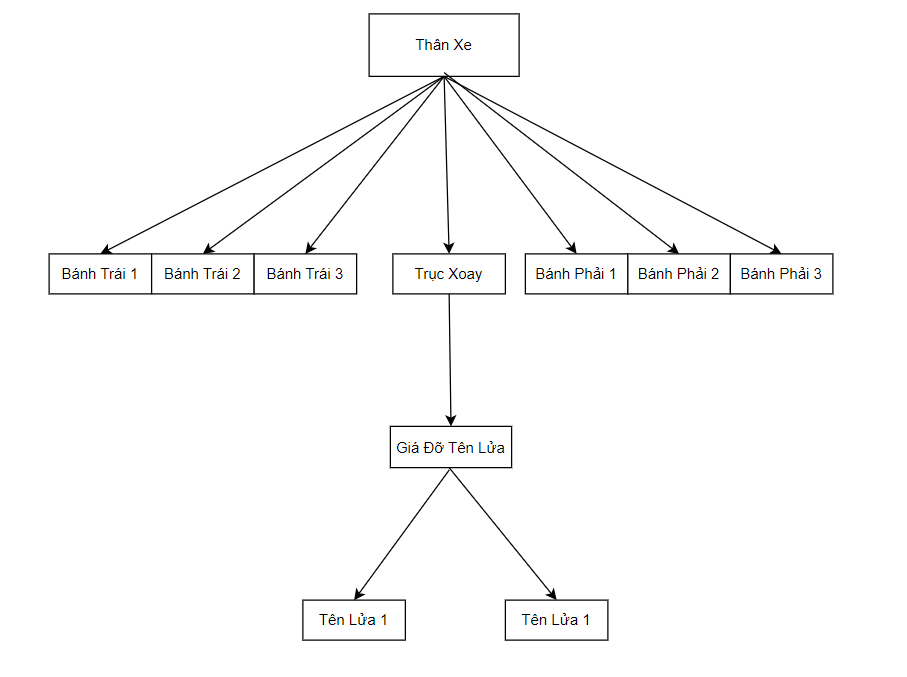 Thân Xe
Bánh Trái 1
Bánh Trái 2
Bánh Trái 3
Trục Xoay
Bánh Phải 1
Bánh Phải 2
Bánh Phải 3
Giá Đỡ Tên Lửa
Tên Lửa 1
Tên Lửa 1